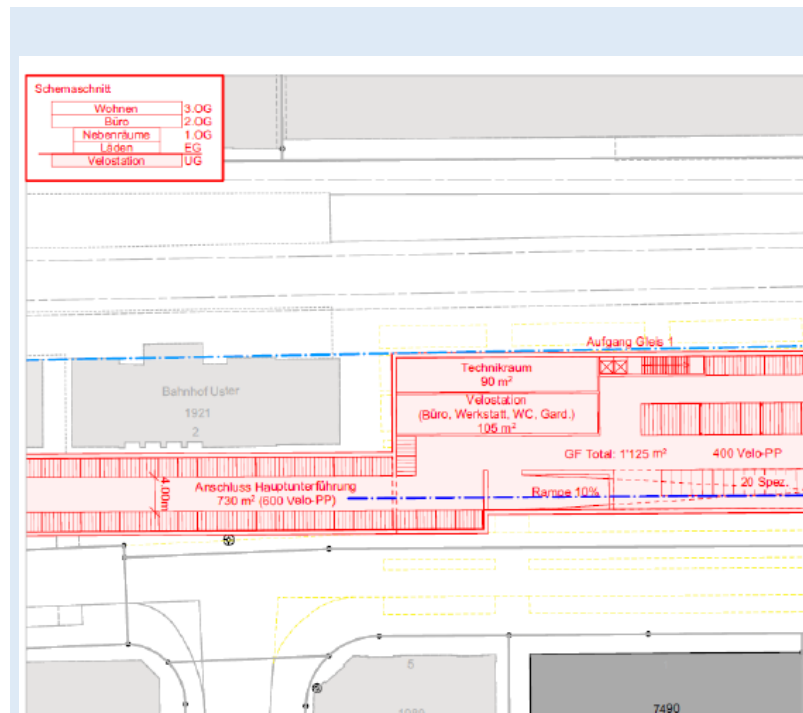 Schemaschnitt
Wohnen 3.OG
Büro 2.OG
Nebenräume 1.OG
Läden EG
Velostation UG
Aufgang Gleis 1
Technikraum
90 m²
Bahnhof Uster
1921
2
Velostation
(Büro, Werkstatt, WC, Gard.)
105 m²
GF Total: 1'125 m² 400 Velo-PP
4.00m
Anschluss Hauptunterführung
730 m² (600 Velo-PP)
Rampe 10%
20 Spez.
5
7490